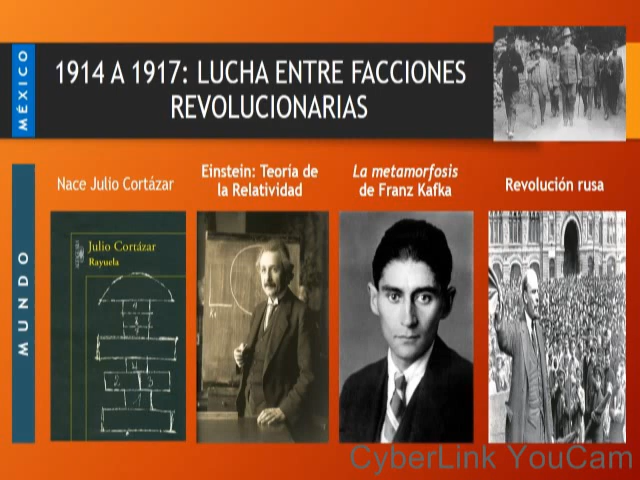 MÉXICO
1914 A 1917: LUCHA ENTRE FACCIONES
REVOLUCIONARIAS
MUNDO
Nace Julio Cortázar
Einstein: Teoría de
la Relatividad
La metamorfosis
de Franz Kafka
Revolución rusa
Julio Cortázar
Rayuela
CyberLink YouCam